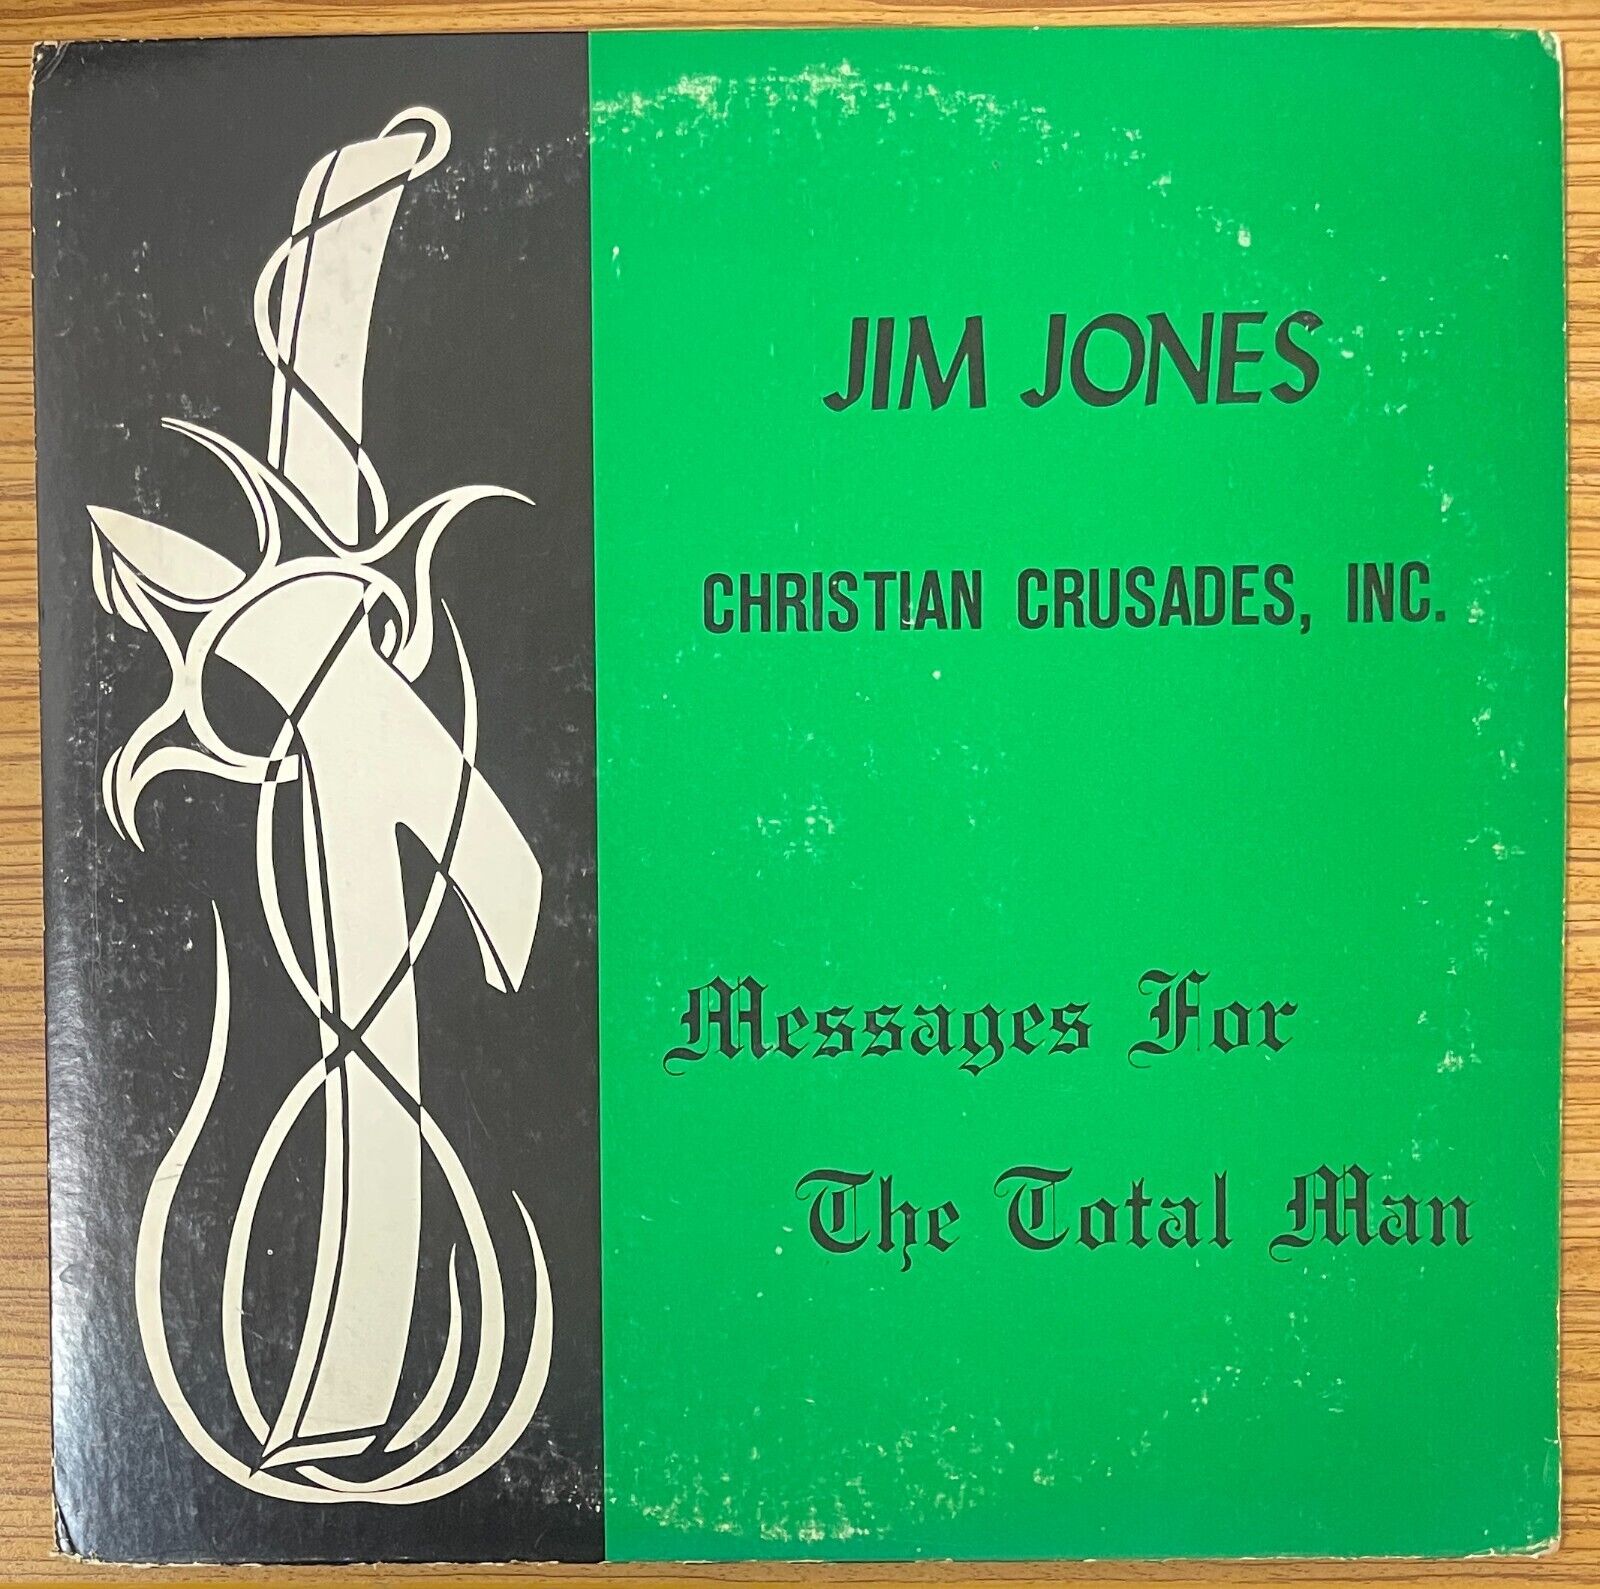 JIM JONES
CHRISTIAN CRUSADES, INC.
Messages For
The Total Man